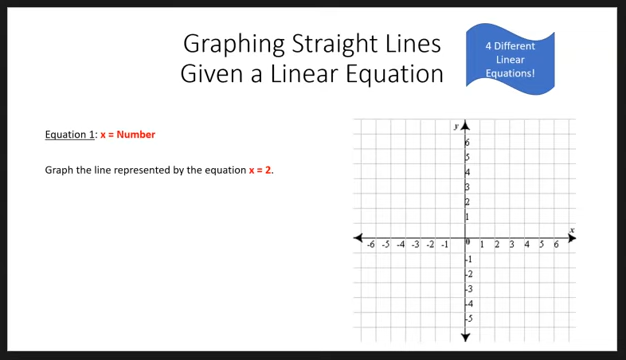 Graphing Straight Lines
Given a Linear Equation
4 Different
Linear
Equations!
Equation 1: x = Number
Graph the line represented by the equation x = 2.
y
6
5
4
3
2
1
x
-6 -5 -4 -3 -2 -1 0 1 2 3 4 5 6
-1
-2
-3
-4
-5